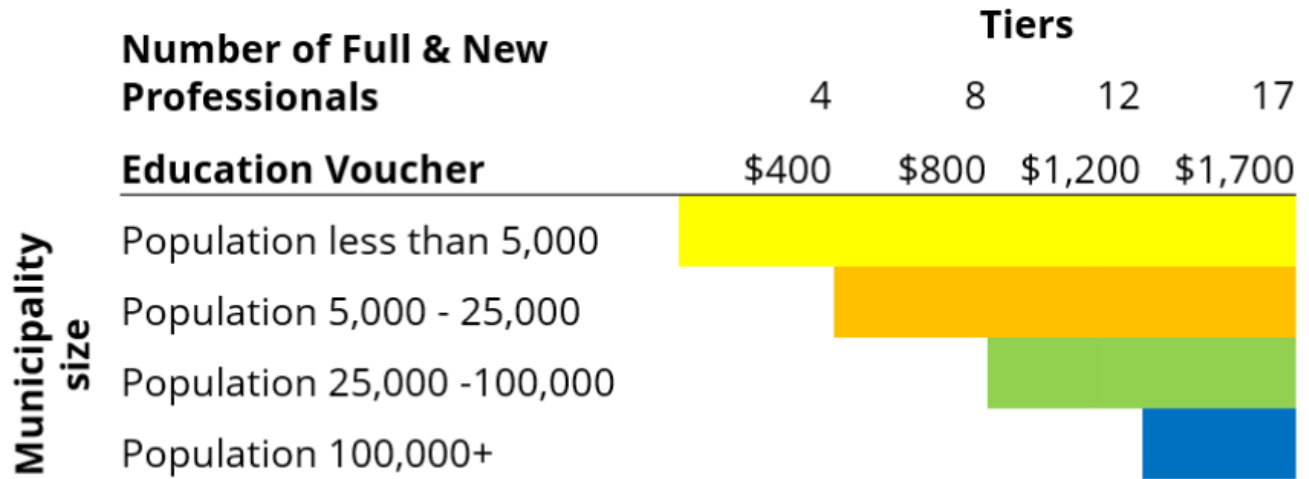 Tiers
Number of Full & New
Professionals 4 8 12 17
Education Voucher $400 $800 $1,200 $1,700
Municipality
size
Population less than 5,000
Population 5,000 - 25,000
Population 25,000 -100,000
Population 100,000+